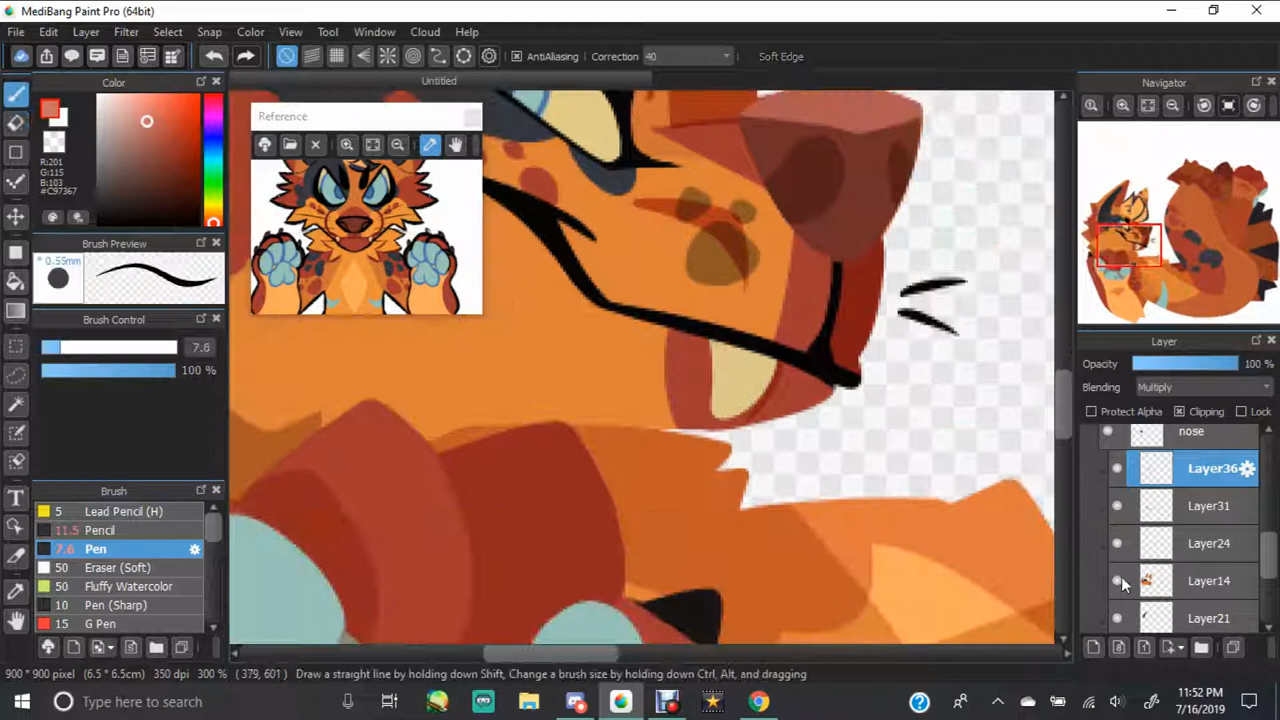 MediBang Paint Pro (64bit)
File Edit Layer Filter Select Snap Color View Tool Window Cloud Help
AntiAliasing Correction 40 Soft Edge
Color
Untitled
Navigator
Reference
R:201
G:115
B:103
#C97367
Brush Preview
0.55mm
Brush Control
7.6
100 %
Layer
Opacity 100 %
Blending Multiply
Protect Alpha Clipping Lock
nose
Layer36
Layer31
Layer24
Layer14
Layer21
Brush
5 Lead Pencil (H)
11.5 Pencil
7.6 Pen
50 Eraser (Soft)
50 Fluffy Watercolor
10 Pen (Sharp)
15 G Pen
900 * 900 pixel (6.5 * 6.5cm) 350 dpi 300 % (379, 601) Draw a straight line by holding down Shift, Change a brush size by holding down Ctrl, Alt, and dragging
Type here to search
11:52 PM
7/16/2019